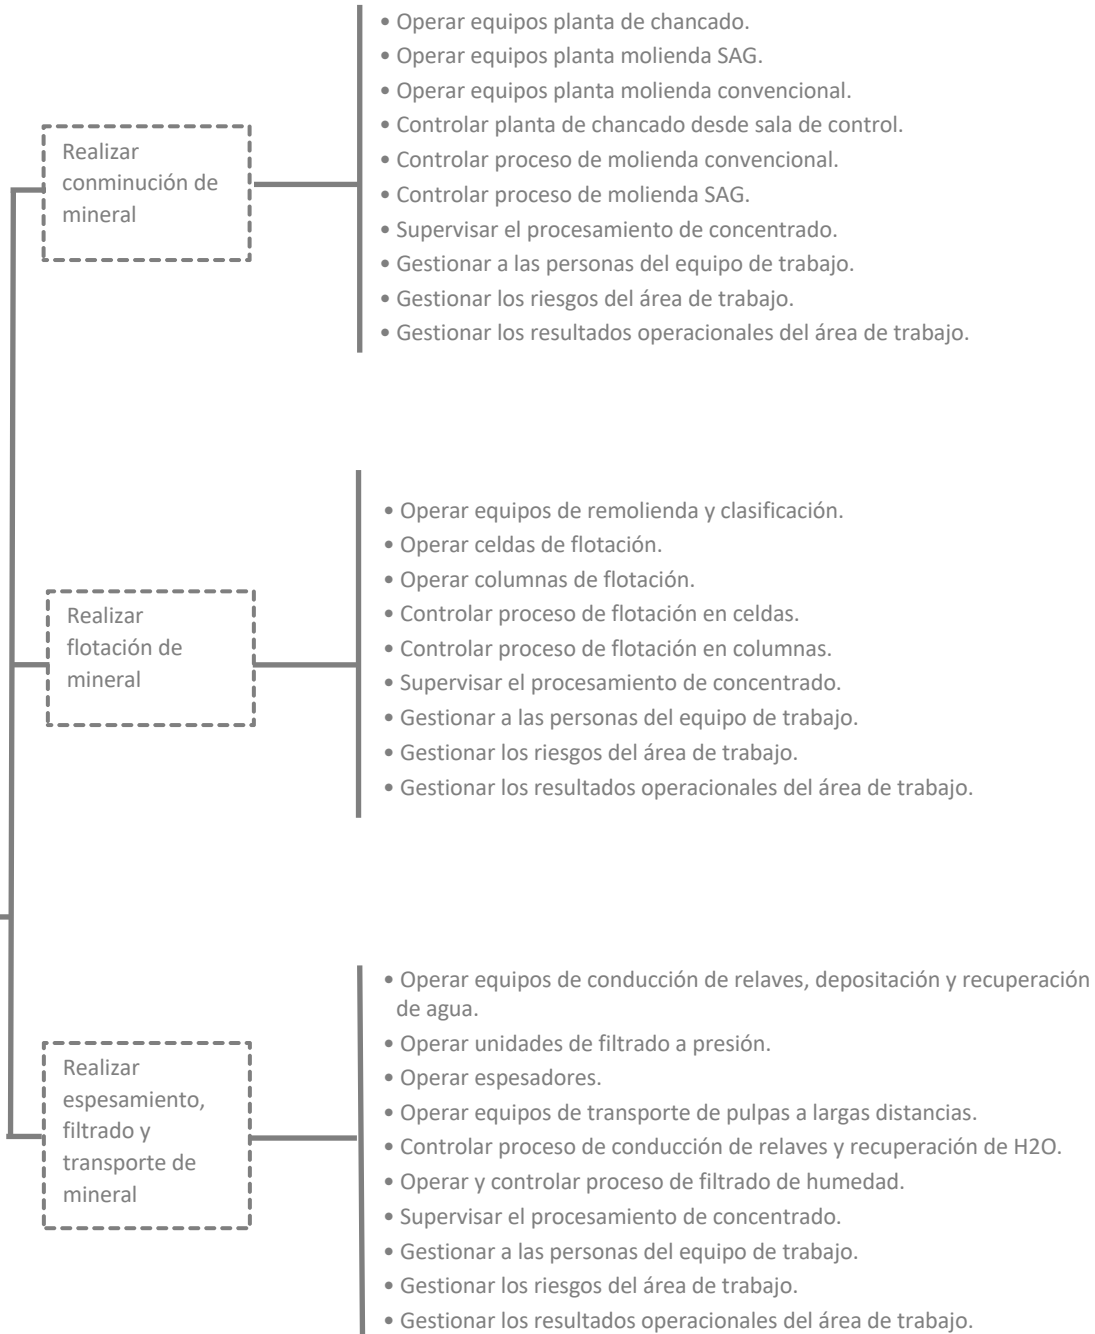 Realizar
conminución de
mineral
• Operar equipos planta de chancado.
• Operar equipos planta molienda SAG.
• Operar equipos planta molienda convencional.
• Controlar planta de chancado desde sala de control.
• Controlar proceso de molienda convencional.
• Controlar proceso de molienda SAG.
• Supervisar el procesamiento de concentrado.
• Gestionar a las personas del equipo de trabajo.
• Gestionar los riesgos del área de trabajo.
• Gestionar los resultados operacionales del área de trabajo.
Realizar
flotación de
mineral
• Operar equipos de remolienda y clasificación.
• Operar celdas de flotación.
• Operar columnas de flotación.
• Controlar proceso de flotación en celdas.
• Controlar proceso de flotación en columnas.
• Supervisar el procesamiento de concentrado.
• Gestionar a las personas del equipo de trabajo.
• Gestionar los riesgos del área de trabajo.
• Gestionar los resultados operacionales del área de trabajo.
Realizar
espesamiento,
filtrado y
transporte de
mineral
• Operar equipos de conducción de relaves, depositación y recuperación
de agua.
• Operar unidades de filtrado a presión.
• Operar espesadores.
• Operar equipos de transporte de pulpas a largas distancias.
• Controlar proceso de conducción de relaves y recuperación de H2O.
• Operar y controlar proceso de filtrado de humedad.
• Supervisar el procesamiento de concentrado.
• Gestionar a las personas del equipo de trabajo.
• Gestionar los riesgos del área de trabajo.
• Gestionar los resultados operacionales del área de trabajo.